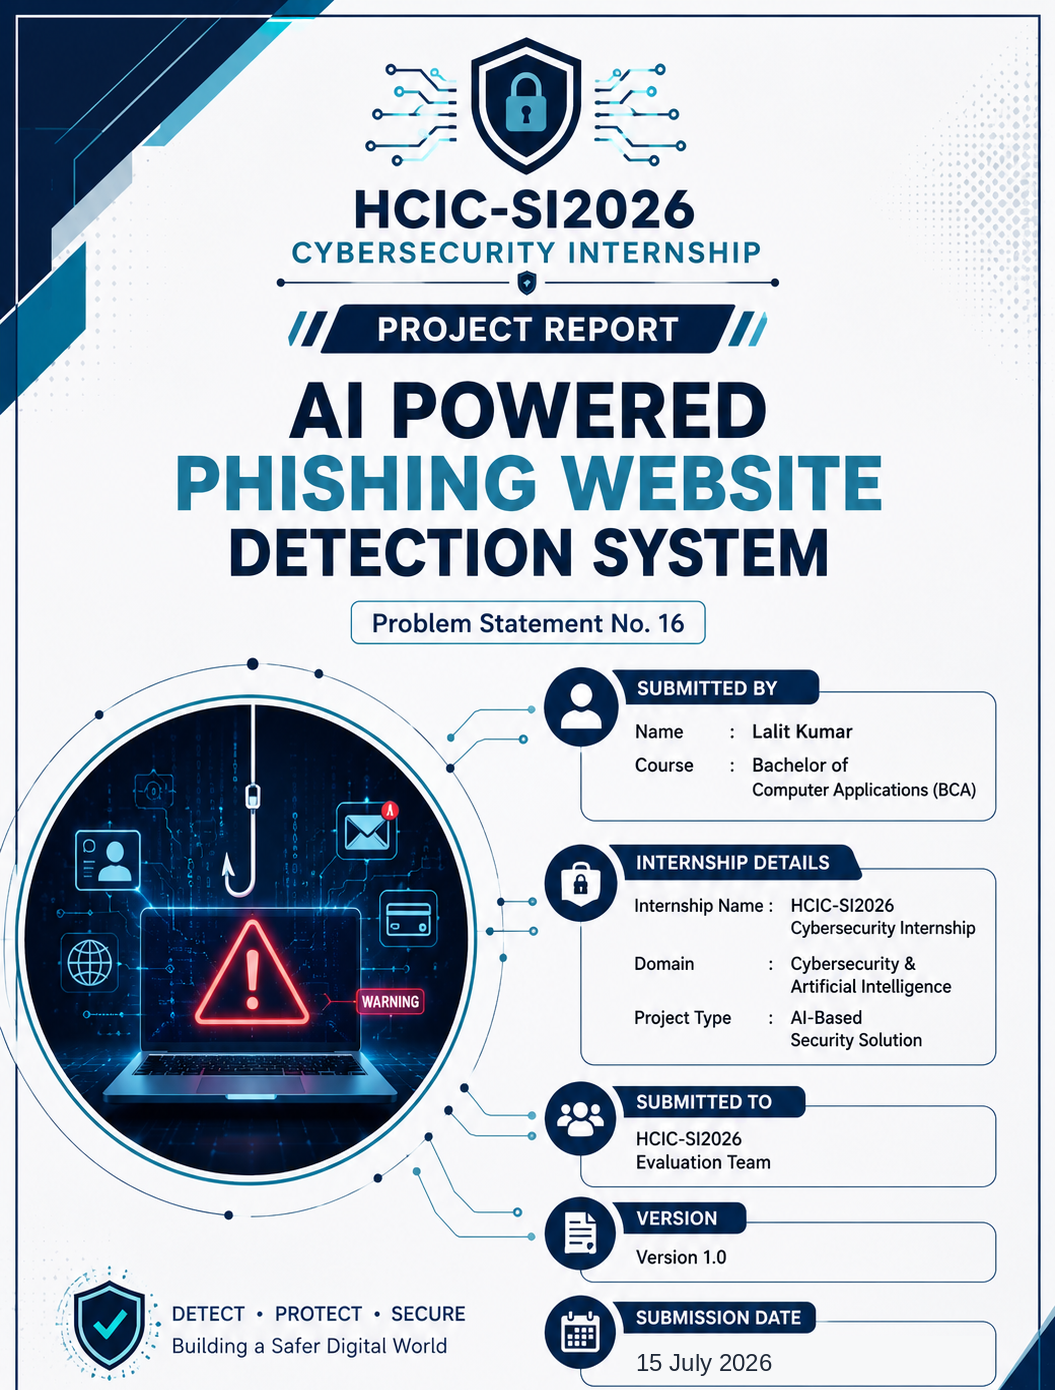 HCIC-SI2026
CYBERSECURITY INTERNSHIP
PROJECT REPORT
AI POWERED
PHISHING WEBSITE
DETECTION SYSTEM
Problem Statement No. 16
WARNING
SUBMITTED BY
Name : Lalit Kumar
Course : Bachelor of
Computer Applications (BCA)
INTERNSHIP DETAILS
Internship Name : HCIC-SI2026
Cybersecurity Internship
Domain : Cybersecurity &
Artificial Intelligence
Project Type : AI-Based
Security Solution
SUBMITTED TO
HCIC-SI2026
Evaluation Team
VERSION
Version 1.0
SUBMISSION DATE
15 July 2026
DETECT • PROTECT • SECURE
Building a Safer Digital World